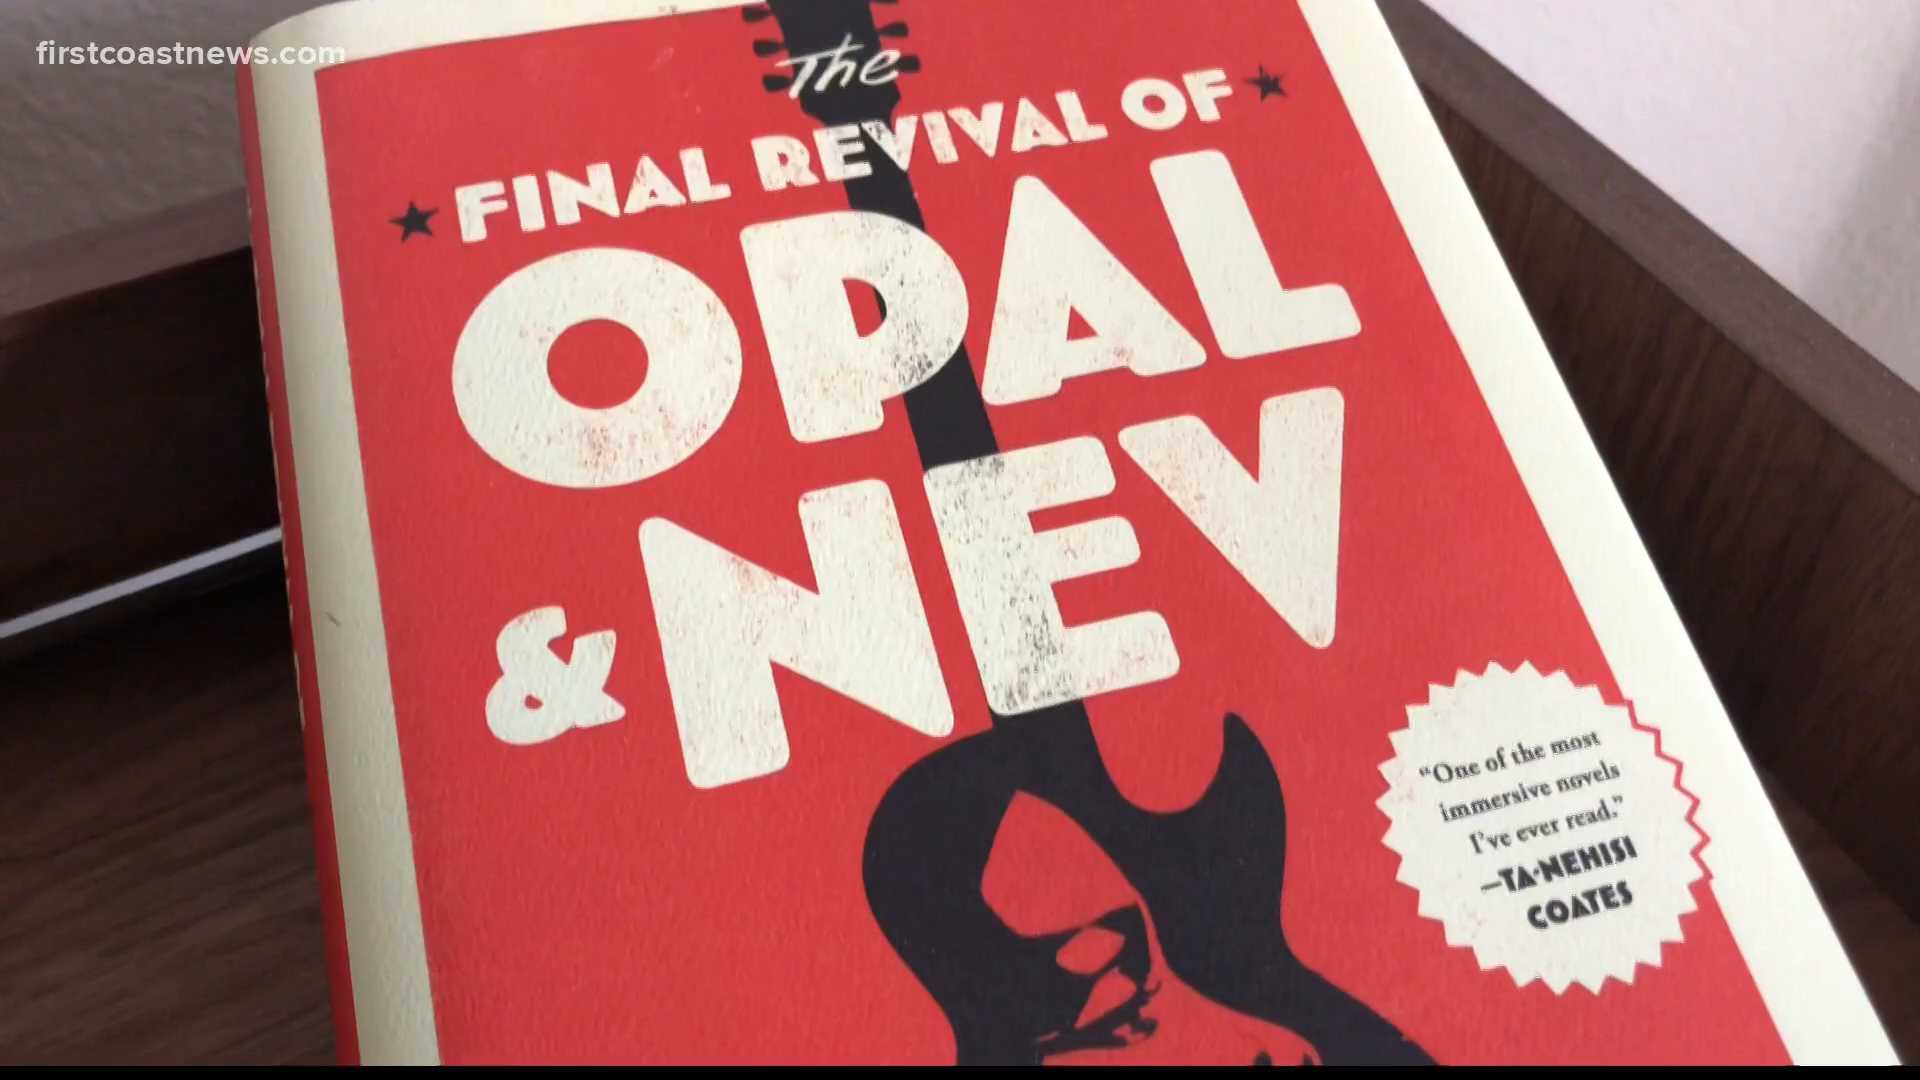 firstcoastnews.com
The
FINAL REVIVAL OF
OPAL
& NEV
“One of the most
immersive novels
I’ve ever read.”
—TA-NEHISI
COATES